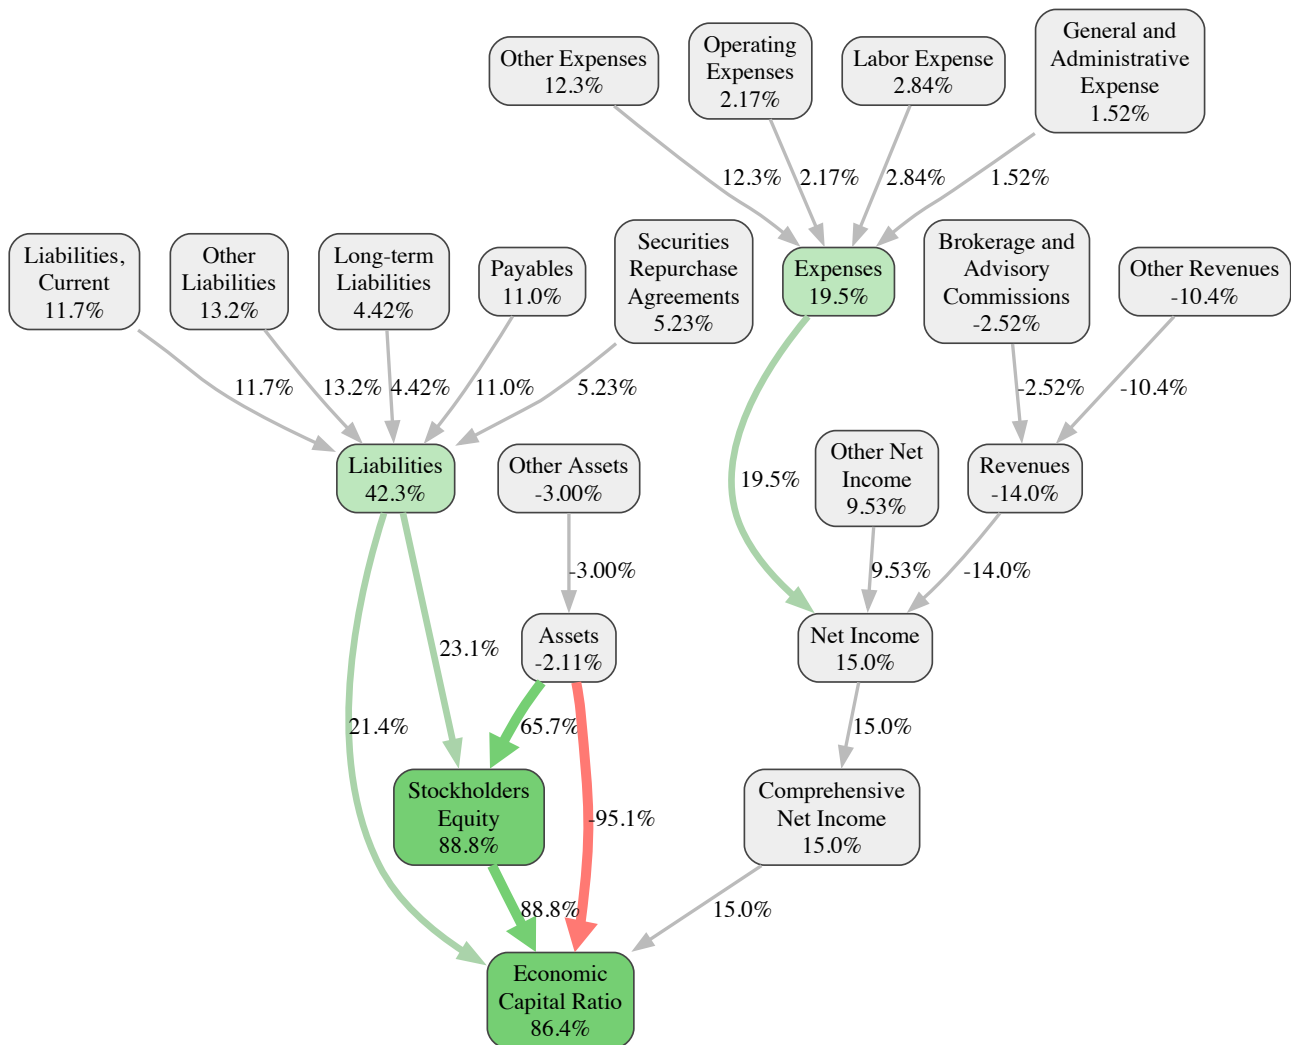 Other Expenses
12.3%
Operating
Expenses
2.17%
Labor Expense
2.84%
General and
Administrative
Expense
1.52%
12.3%
2.17%
2.84%
1.52%
Liabilities,
Current
11.7%
Other
Liabilities
13.2%
Long-term
Liabilities
4.42%
Payables
11.0%
Securities
Repurchase
Agreements
5.23%
Expenses
19.5%
Brokerage and
Advisory
Commissions
-2.52%
Other Revenues
-10.4%
11.7%
13.2%
4.42%
11.0%
5.23%
-2.52%
-10.4%
Liabilities
42.3%
Other Assets
-3.00%
19.5%
Other Net
Income
9.53%
Revenues
-14.0%
-3.00%
9.53%
-14.0%
23.1%
Assets
-2.11%
Net Income
15.0%
21.4%
65.7%
15.0%
Stockholders
Equity
88.8%
-95.1%
Comprehensive
Net Income
15.0%
88.8%
15.0%
Economic
Capital Ratio
86.4%